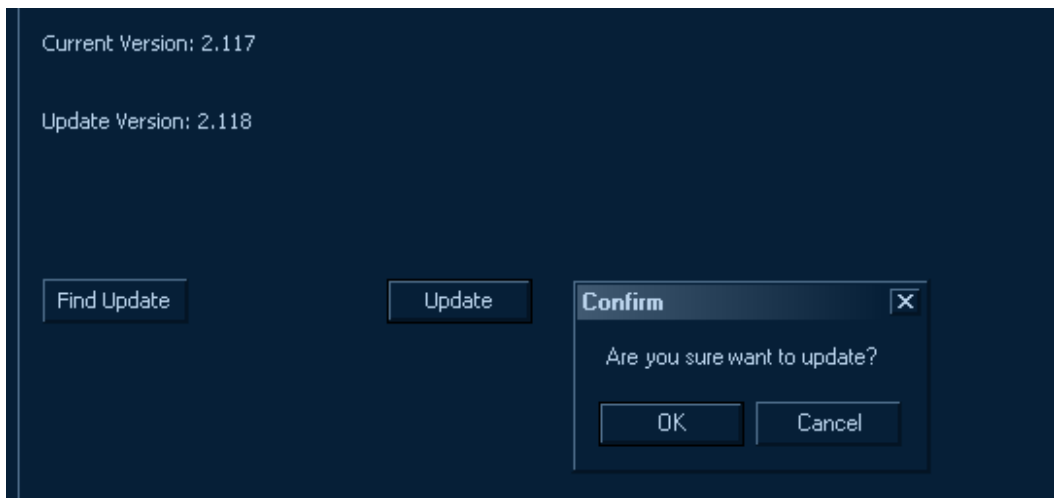 Current Version: 2.117
Update Version: 2.118
Find Update
Update
Confirm
Are you sure want to update?
OK
Cancel